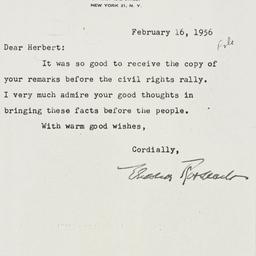 NEW YORK 21, N. Y.
February 16, 1956
File
Dear Herbert:
It was so good to receive the copy of
your remarks before the civil rights rally.
I very much admire your good thoughts in
bringing these facts before the people.
With warm good wishes,
Cordially,
Eleanor Roosevelt